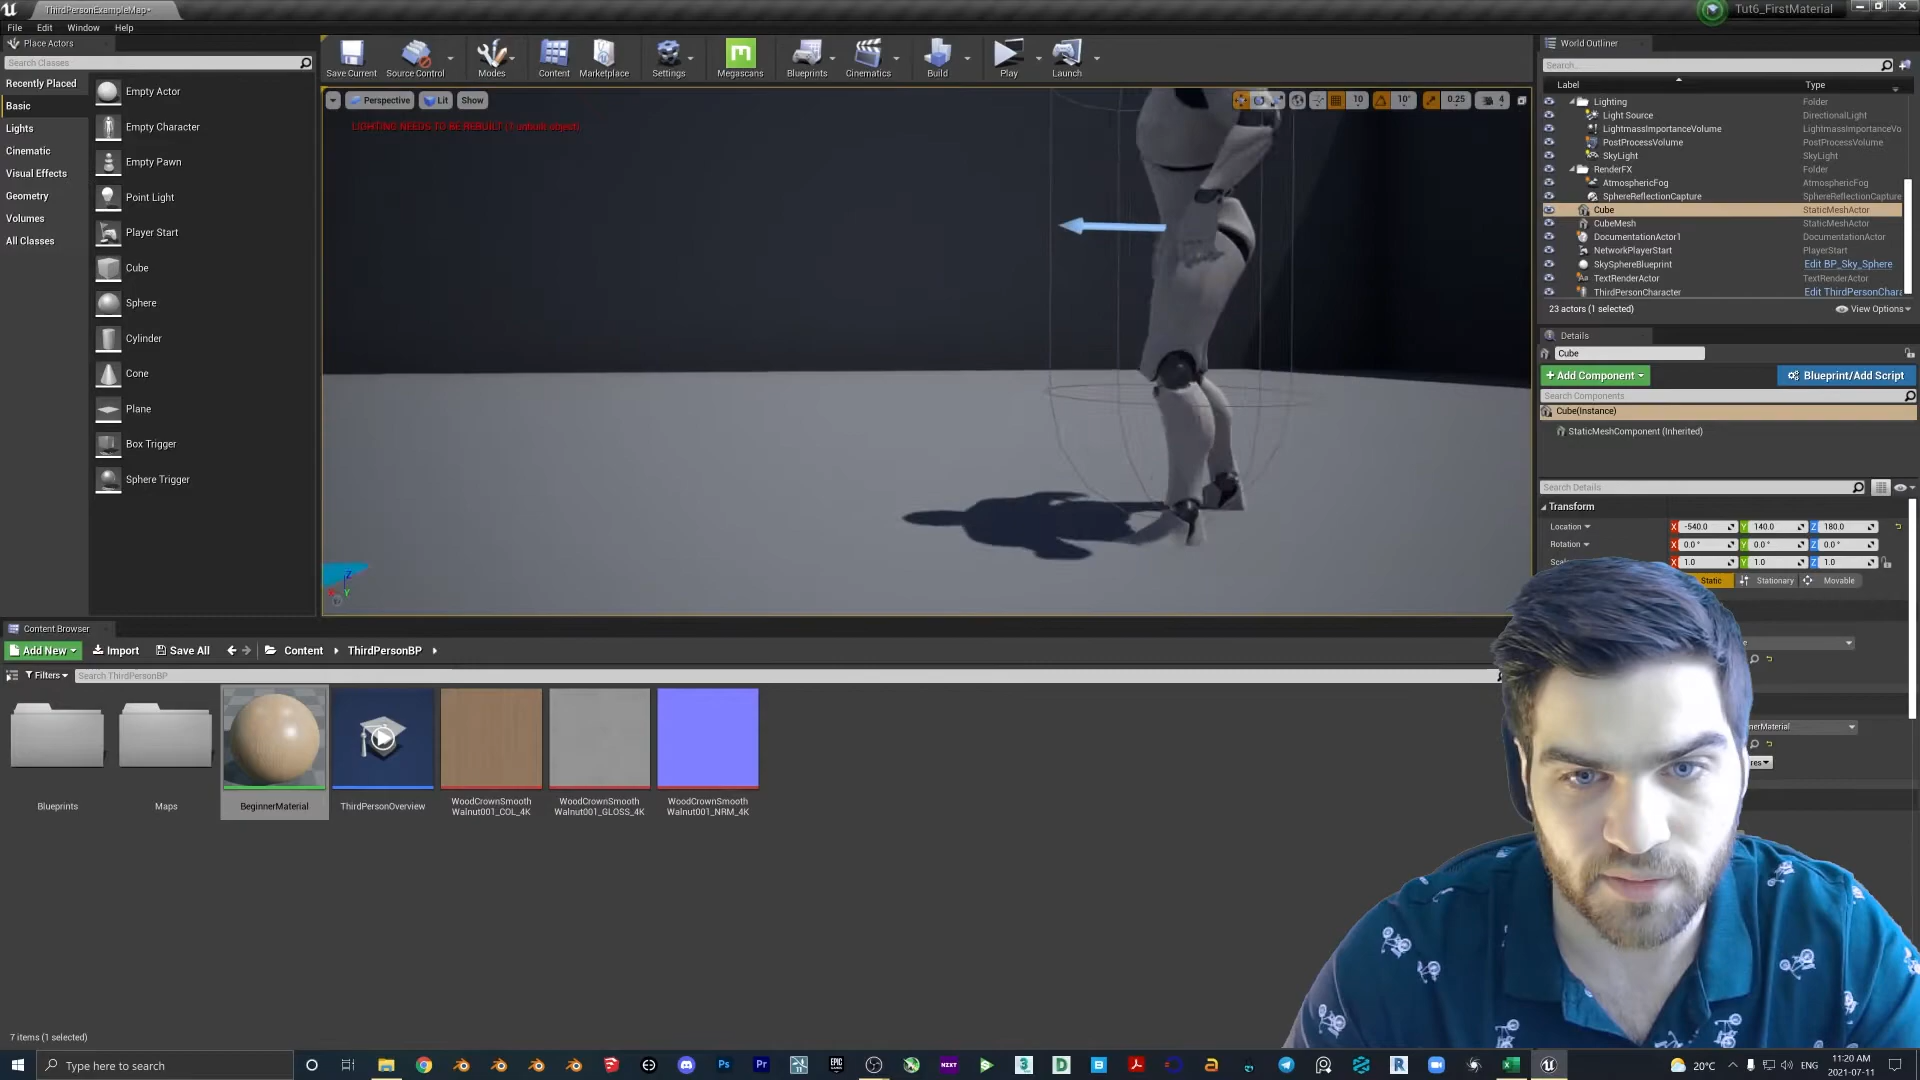 ThirdPersonExampleMap*
Tut6_FirstMaterial
File Edit Window Help
Place Actors
Search Classes
Recently Placed
Basic
Lights
Cinematic
Visual Effects
Geometry
Volumes
All Classes
Empty Actor
Empty Character
Empty Pawn
Point Light
Player Start
Cube
Sphere
Cylinder
Cone
Plane
Box Trigger
Sphere Trigger
Save Current Source Control Modes Content Marketplace Settings Megascans Blueprints Cinematics Build Play Launch
Perspective Lit Show
10 10° 0.25 4
LIGHTING NEEDS TO BE REBUILT (1 unbuilt object)
Z
X Y
World Outliner
Search...
Label Type
Lighting Folder
Light Source DirectionalLight
LightmassImportanceVolume LightmassImportanceVo
PostProcessVolume PostProcessVolume
SkyLight SkyLight
RenderFX Folder
AtmosphericFog AtmosphericFog
SphereReflectionCapture SphereReflectionCapture
Cube StaticMeshActor
CubeMesh StaticMeshActor
DocumentationActor1 DocumentationActor
NetworkPlayerStart PlayerStart
SkySphereBlueprint Edit BP_Sky_Sphere
TextRenderActor TextRenderActor
ThirdPersonCharacter Edit ThirdPersonChara
23 actors (1 selected)
View Options
Details
Cube
+ Add Component
Blueprint/Add Script
Search Components
Cube(Instance)
StaticMeshComponent (Inherited)
Search Details
Transform
Location X -540.0 Y 140.0 Z 180.0
Rotation X 0.0° Y 0.0° Z 0.0°
X 1.0 Y 1.0 Z 1.0
Static Stationary Movable
nerMaterial
res
Content Browser
Add New Import Save All Content ThirdPersonBP
Filters Search ThirdPersonBP
Blueprints
Maps
BeginnerMaterial
ThirdPersonOverview
WoodCrownSmooth
Walnut001_COL_4K
WoodCrownSmooth
Walnut001_GLOSS_4K
WoodCrownSmooth
Walnut001_NRM_4K
7 items (1 selected)
Type here to search
20°C
ENG
11:20 AM
2021-07-11